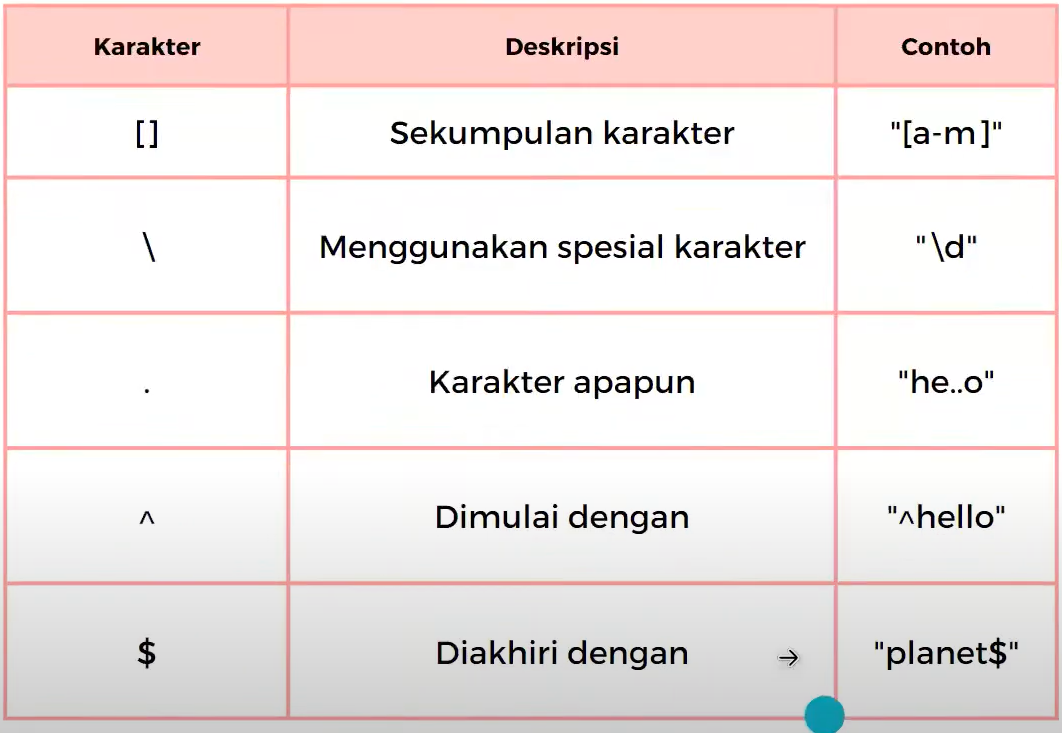 Karakter Deskripsi Contoh
[] Sekumpulan karakter "[a-m]"
\ Menggunakan spesial karakter "\d"
. Karakter apapun "he..o"
^ Dimulai dengan "^hello"
$ Diakhiri dengan → "planet$"